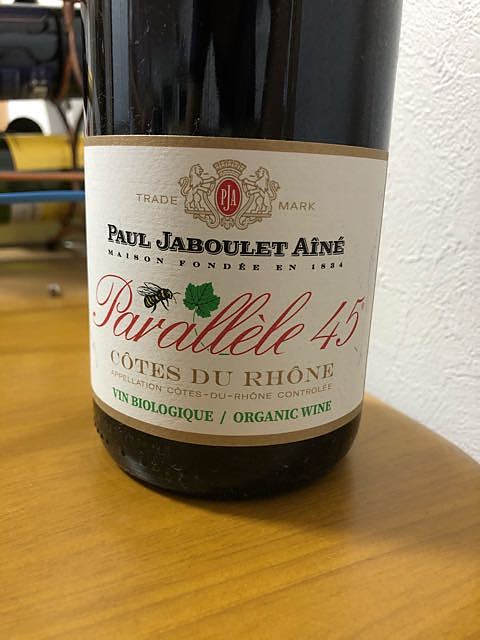 TRADE PJA MARK
PAUL JABOULET AÎNÉ
MAISON FONDÉE EN 1834
Parallèle 45
CÔTES DU RHÔNE
APPELLATION CÔTES-DU-RHÔNE CONTROLÉE
VIN BIOLOGIQUE / ORGANIC WINE